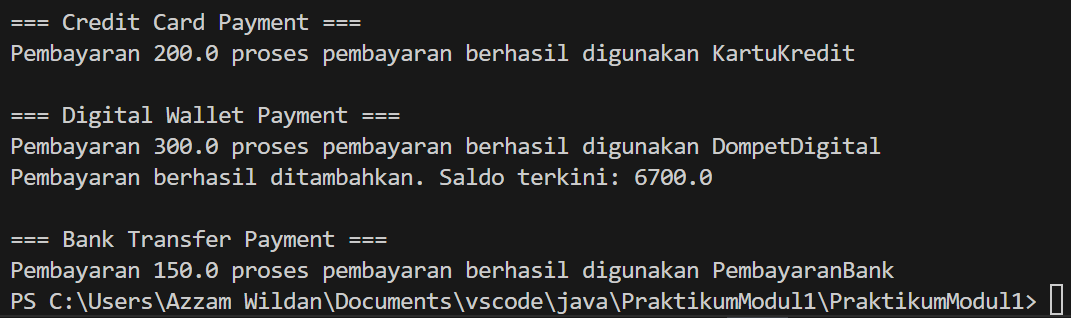 === Credit Card Payment ===
Pembayaran 200.0 proses pembayaran berhasil digunakan KartuKredit
=== Digital Wallet Payment ===
Pembayaran 300.0 proses pembayaran berhasil digunakan DompetDigital
Pembayaran berhasil ditambahkan. Saldo terkini: 6700.0
=== Bank Transfer Payment ===
Pembayaran 150.0 proses pembayaran berhasil digunakan PembayaranBank
PS C:\Users\Azzam Wildan\Documents\vscode\java\PraktikumModul1\PraktikumModul1>